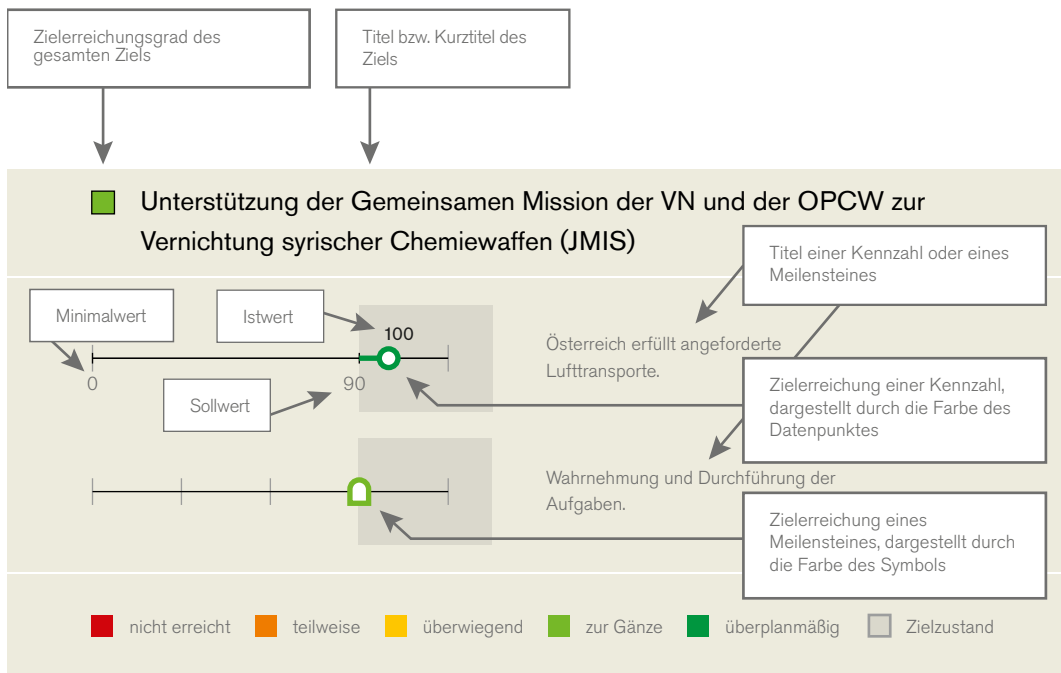 Zielerreichungsgrad des
gesamten Ziels
Titel bzw. Kurztitel des
Ziels
Unterstützung der Gemeinsamen Mission der VN und der OPCW zur
Vernichtung syrischer Chemiewaffen (JMIS)
Titel einer Kennzahl oder eines
Meilensteines
Minimalwert
Istwert
100
Österreich erfüllt angeforderte
Lufttransporte.
0
90
Sollwert
Zielerreichung einer Kennzahl,
dargestellt durch die Farbe des
Datenpunktes
Wahrnehmung und Durchführung der
Aufgaben.
Zielerreichung eines
Meilensteines, dargestellt durch
die Farbe des Symbols
nicht erreicht
teilweise
überwiegend
zur Gänze
überplanmäßig
Zielzustand